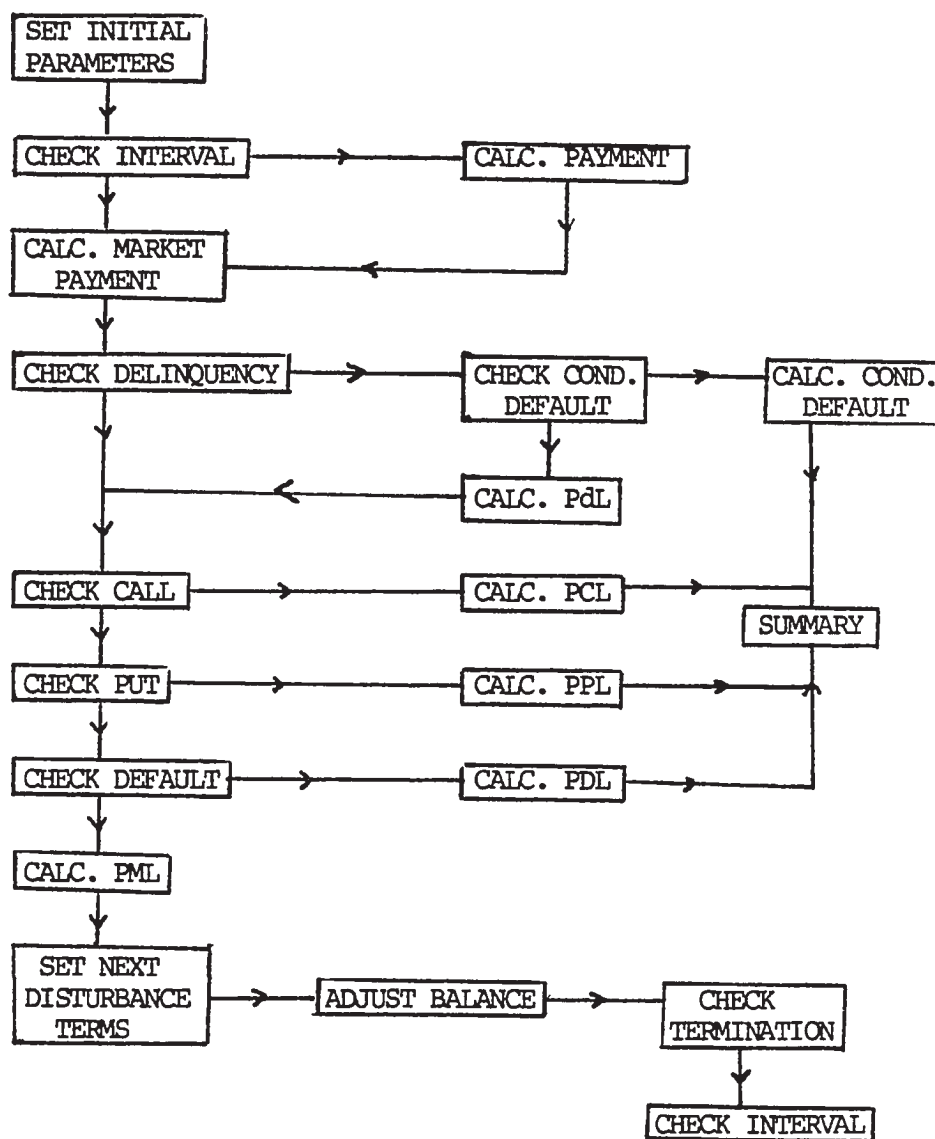 SET INITIAL
PARAMETERS
CHECK INTERVAL
CALC. PAYMENT
CALC. MARKET
PAYMENT
CHECK DELINQUENCY
CHECK COND.
DEFAULT
CALC. COND.
DEFAULT
CALC. PdL
CHECK CALL
CALC. PCL
SUMMARY
CHECK PUT
CALC. PPL
CHECK DEFAULT
CALC. PDL
CALC. PML
SET NEXT
DISTURBANCE
TERMS
ADJUST BALANCE
CHECK
TERMINATION
CHECK INTERVAL